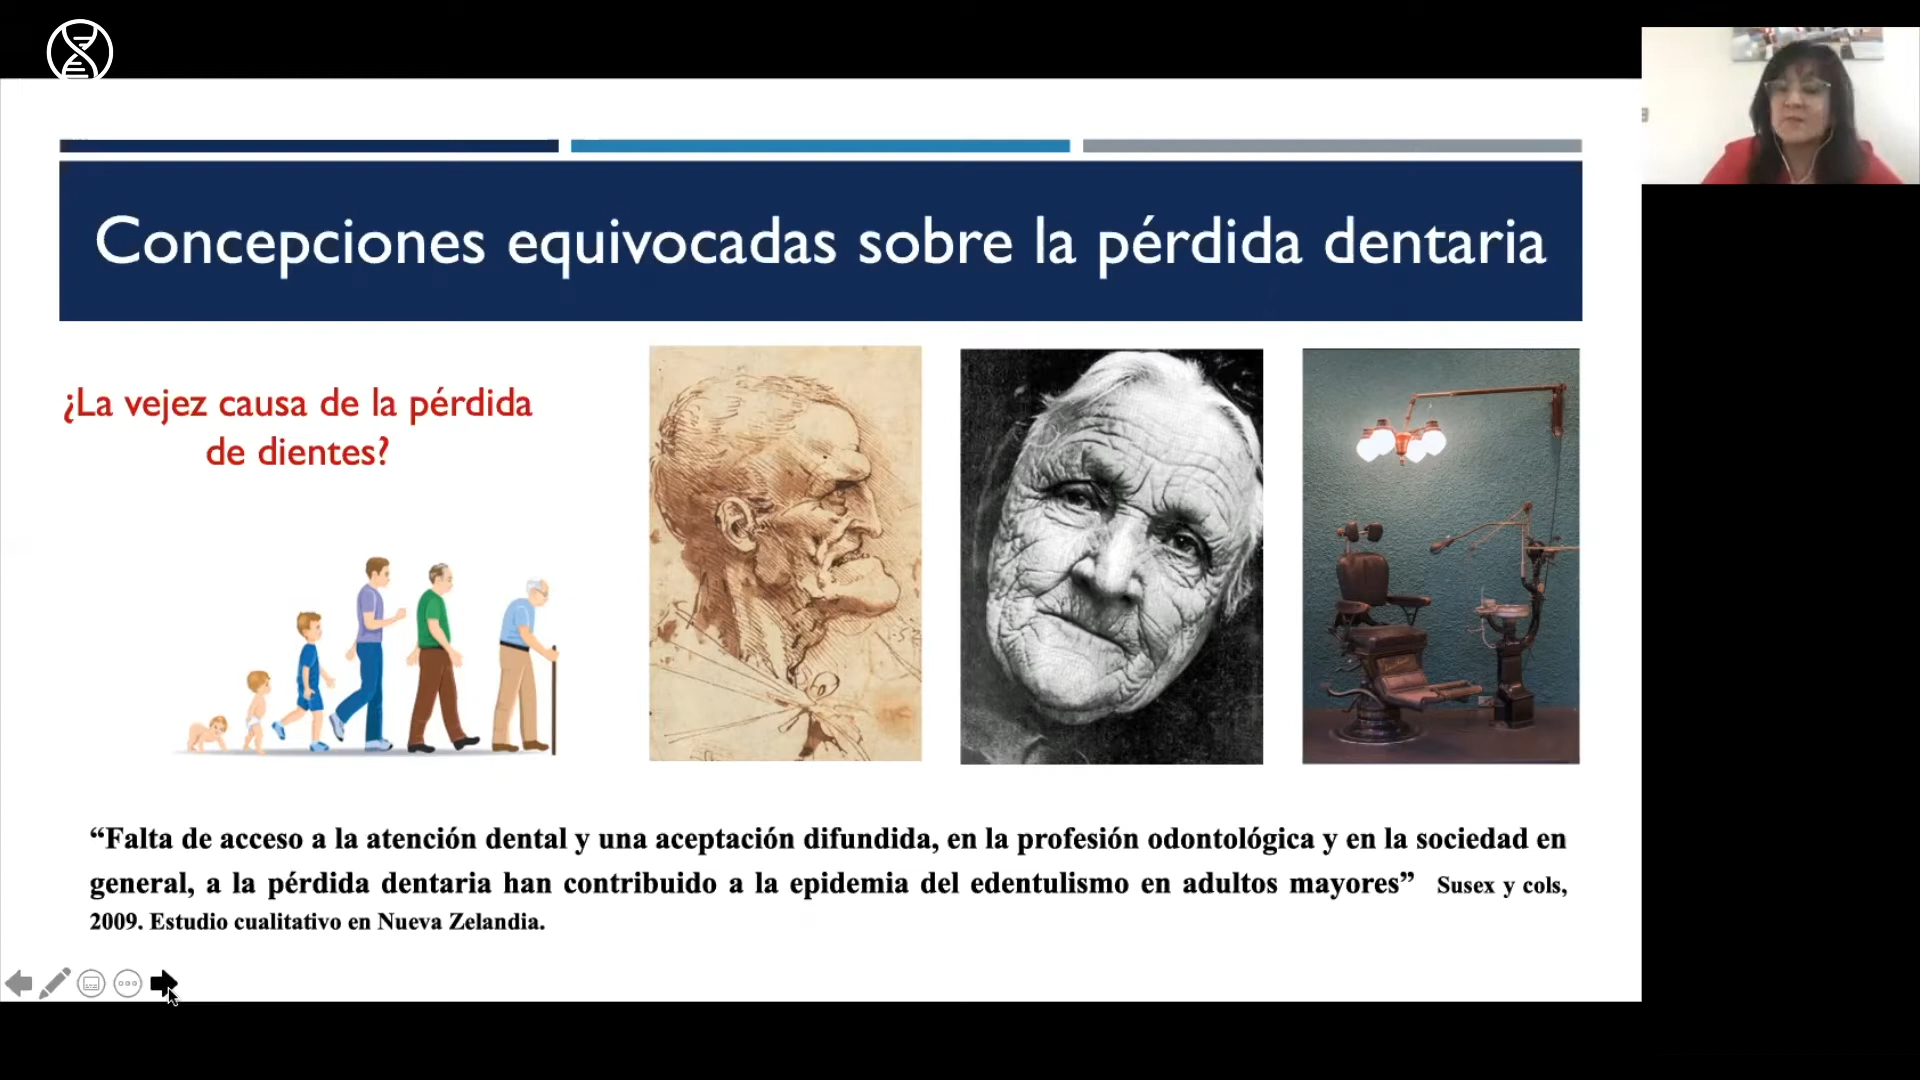 Concepciones equivocadas sobre la pérdida dentaria
¿La vejez causa de la pérdida
de dientes?
“Falta de acceso a la atención dental y una aceptación difundida, en la profesión odontológica y en la sociedad en
general, a la pérdida dentaria han contribuido a la epidemia del edentulismo en adultos mayores” Susex y cols,
2009. Estudio cualitativo en Nueva Zelandia.